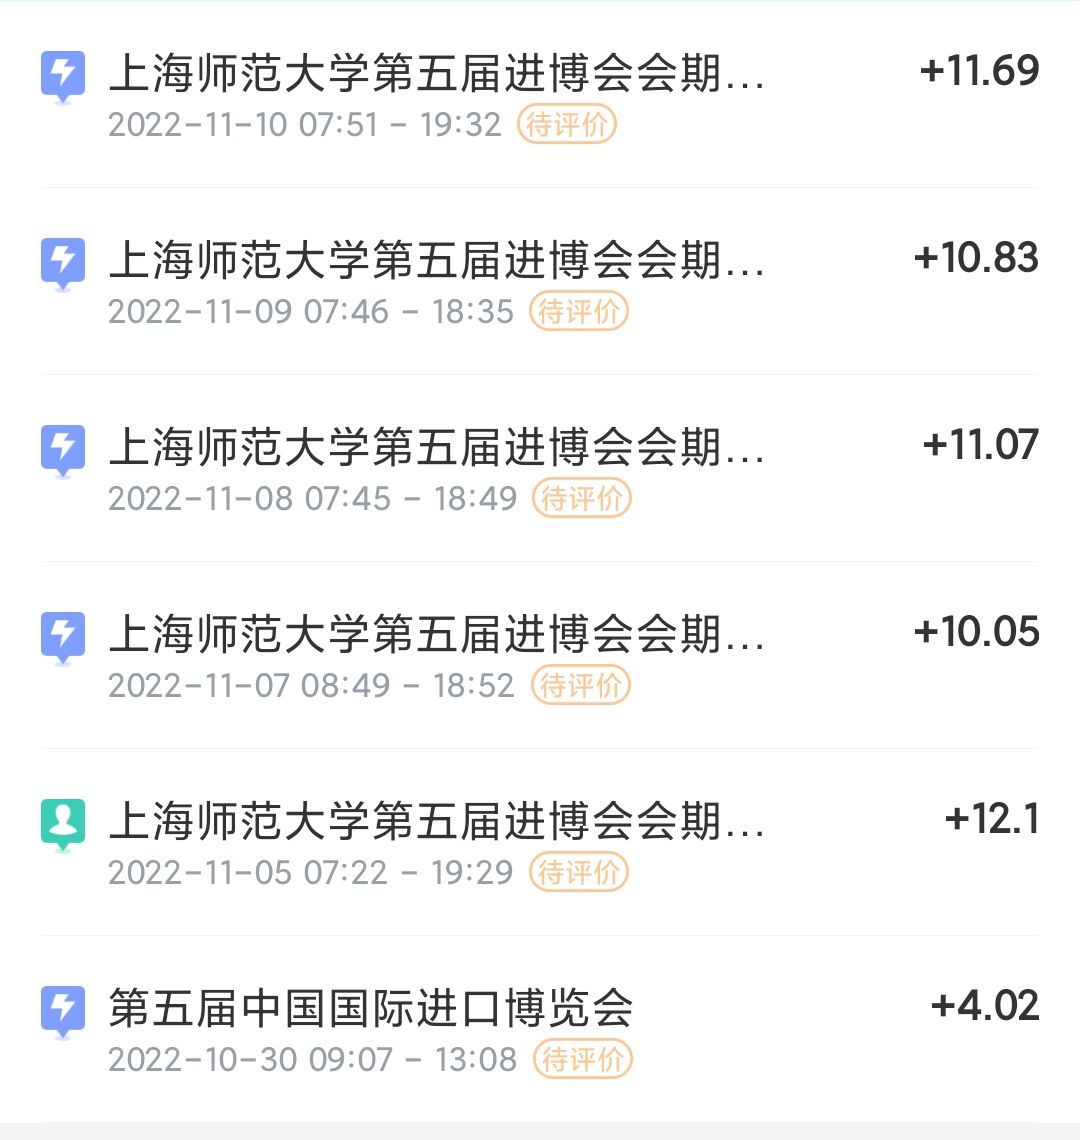 上海师范大学第五届进博会会期... +11.69
2022-11-10 07:51 - 19:32 待评价
上海师范大学第五届进博会会期... +10.83
2022-11-09 07:46 - 18:35 待评价
上海师范大学第五届进博会会期... +11.07
2022-11-08 07:45 - 18:49 待评价
上海师范大学第五届进博会会期... +10.05
2022-11-07 08:49 - 18:52 待评价
上海师范大学第五届进博会会期... +12.1
2022-11-05 07:22 - 19:29 待评价
第五届中国国际进口博览会 +4.02
2022-10-30 09:07 - 13:08 待评价